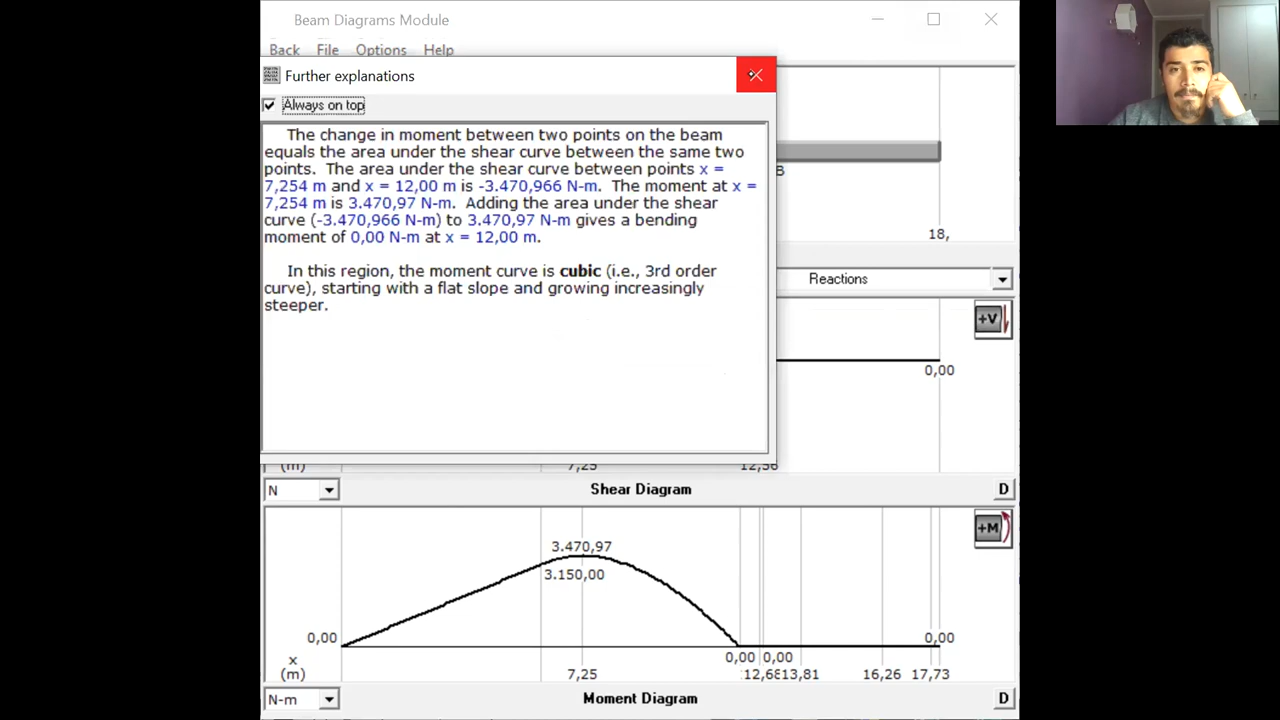 Beam Diagrams Module
Back File Options Help
Further explanations
Always on top
The change in moment between two points on the beam
equals the area under the shear curve between the same two
points. The area under the shear curve between points x =
7,254 m and x = 12,00 m is -3.470,966 N-m. The moment at x =
7,254 m is 3.470,97 N-m. Adding the area under the shear
curve (-3.470,966 N-m) to 3.470,97 N-m gives a bending
moment of 0,00 N-m at x = 12,00 m.
In this region, the moment curve is cubic (i.e., 3rd order
curve), starting with a flat slope and growing increasingly
steeper.
B
18,
Reactions
+V
0,00
(m) 7,25 12,56
N Shear Diagram D
+M
3.470,97
3.150,00
0,00 0,00
0,00 0,00
x
(m) 7,25 13,81 16,26 17,73
N-m Moment Diagram D